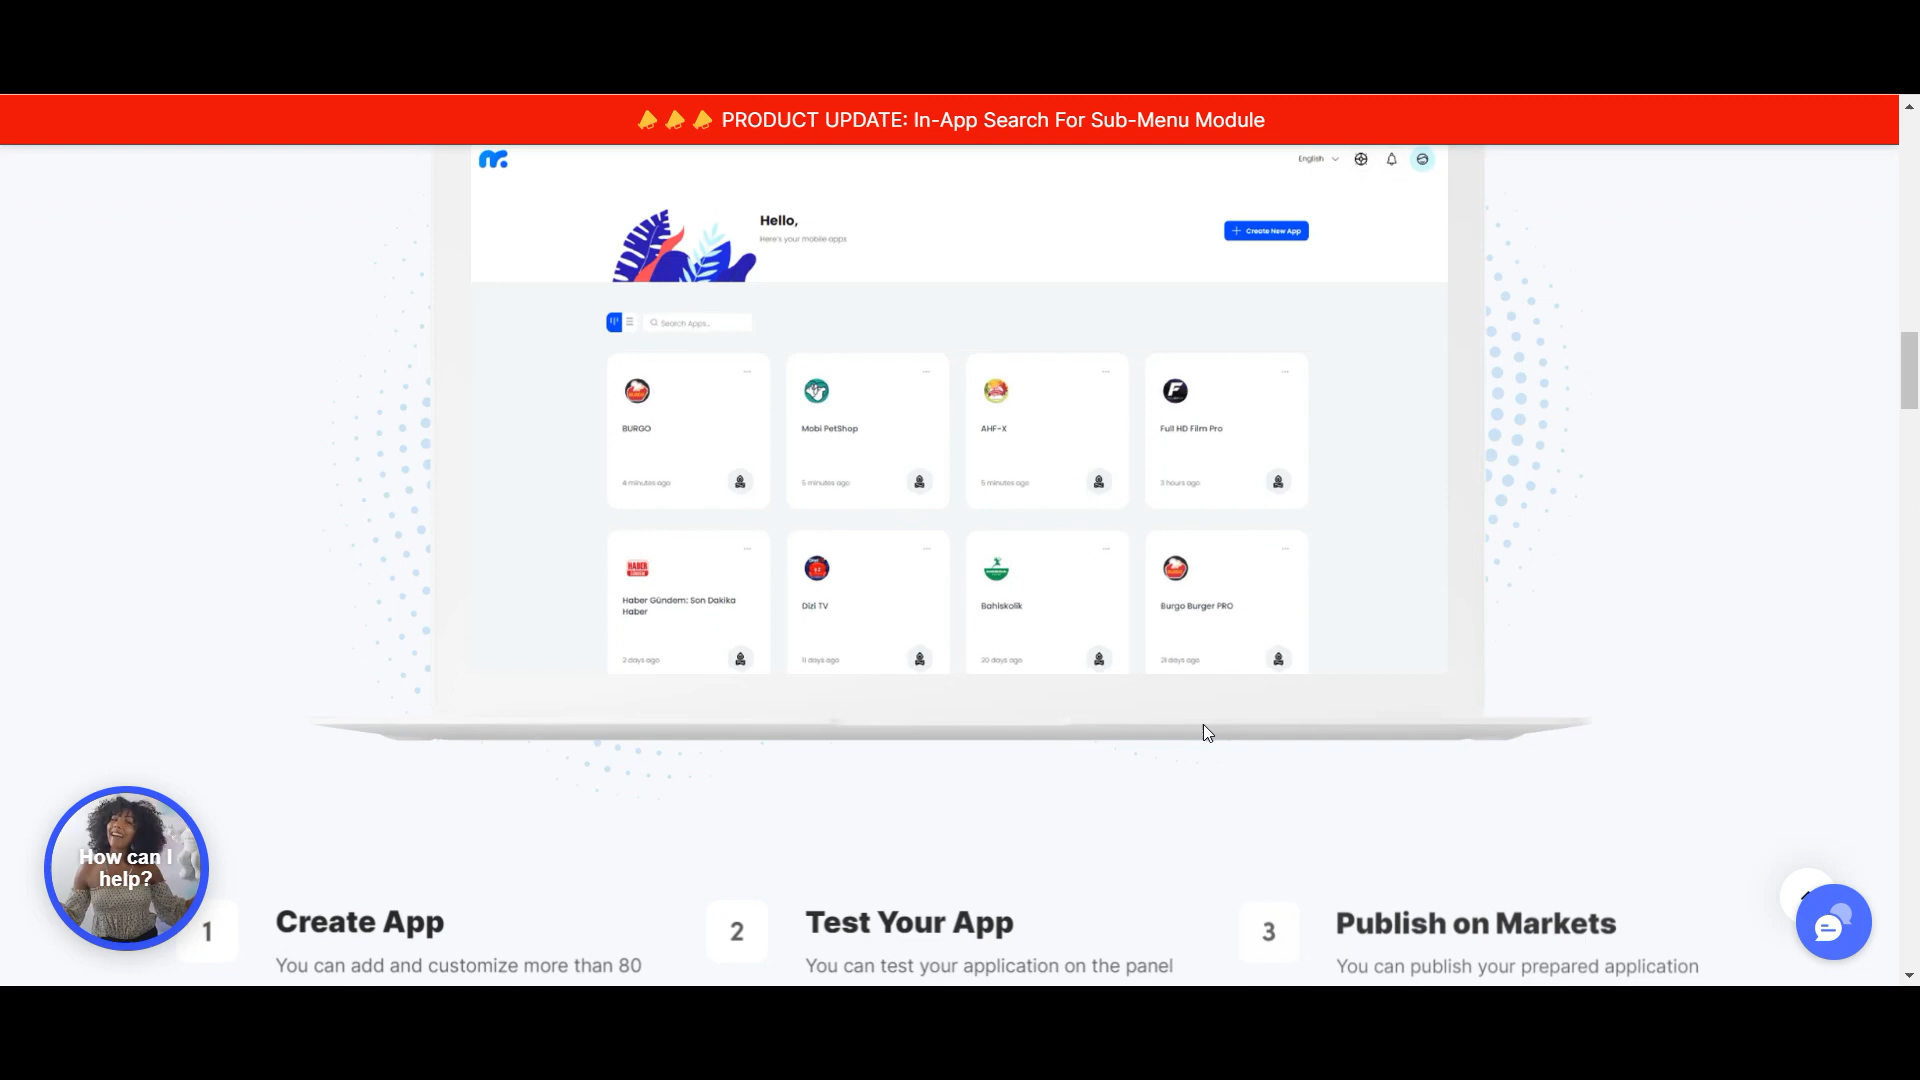 PRODUCT UPDATE: In-App Search For Sub-Menu Module
English
Hello,
Here's your mobile apps
Create New App
Search Apps...
BURGO
Mobi PetShop
AHF-X
Full HD Film Pro
4 minutes ago
5 minutes ago
5 minutes ago
3 hours ago
HABER
Haber Gündem: Son Dakika
Haber
Dizi TV
Bahiskolik
Burgo Burger PRO
2 days ago
11 days ago
20 days ago
21 days ago
How can I
help?
1
Create App
You can add and customize more than 80
2
Test Your App
You can test your application on the panel
3
Publish on Markets
You can publish your prepared application